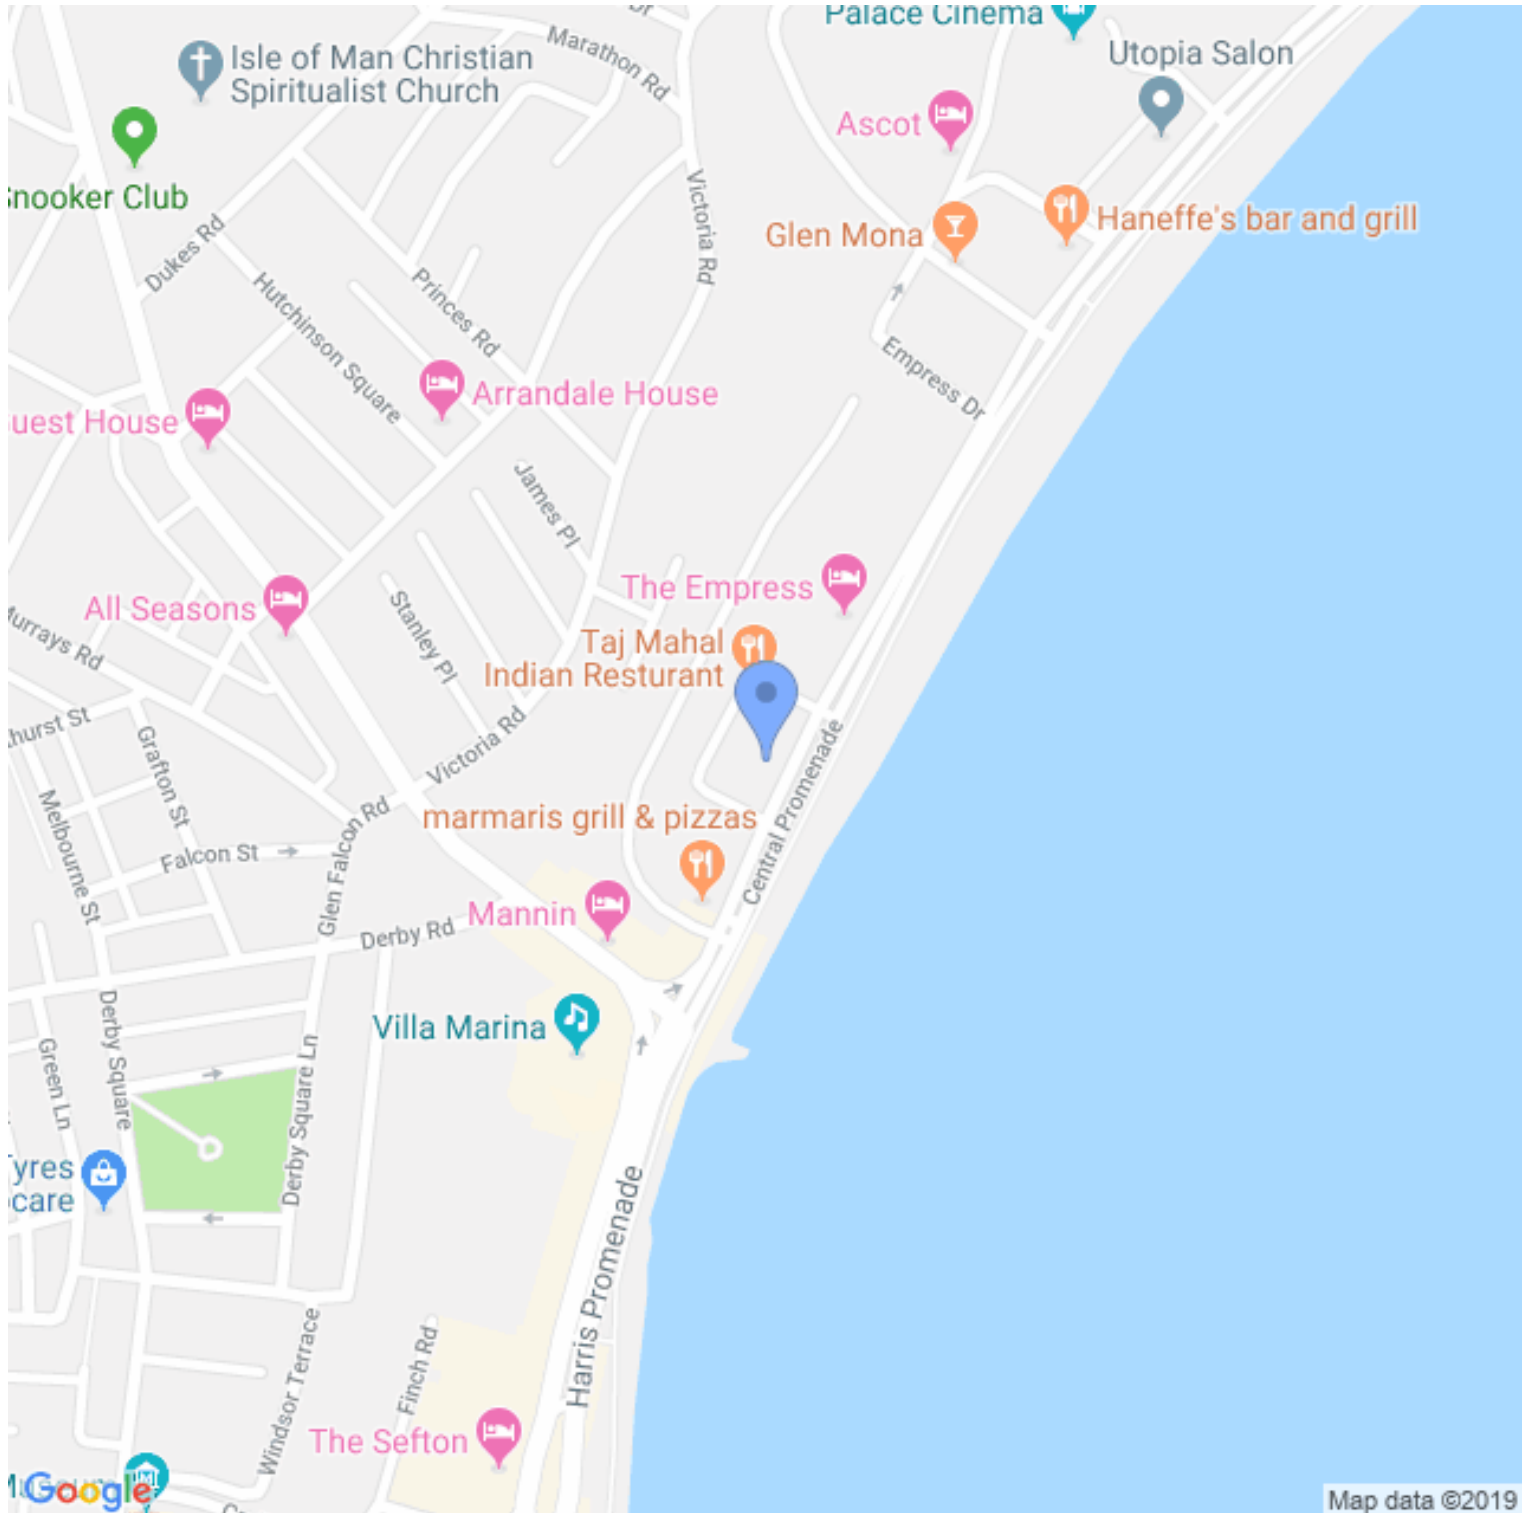 Palace Cinema
Utopia Salon
Marathon Rd
Isle of Man Christian
Spiritualist Church
Ascot
Snooker Club
Victoria Rd
Glen Mona
Haneffe's bar and grill
Dukes Rd
Hutchinson Square
Princes Rd
Empress Dr
Arrandale House
uest House
James Pl
The Empress
All Seasons
Stanley Pl
Murrays Rd
Taj Mahal
Indian Resturant
hurst St
Grafton St
Victoria Rd
Central Promenade
Melbourne St
marmaris grill & pizzas
Falcon St
Glen Falcon Rd
Mannin
Derby Rd
Derby Square
Villa Marina
Green Ln
Derby Square Ln
yres
care
Harris Promenade
Windsor Terrace
Finch Rd
The Sefton
Google
Map data ©2019